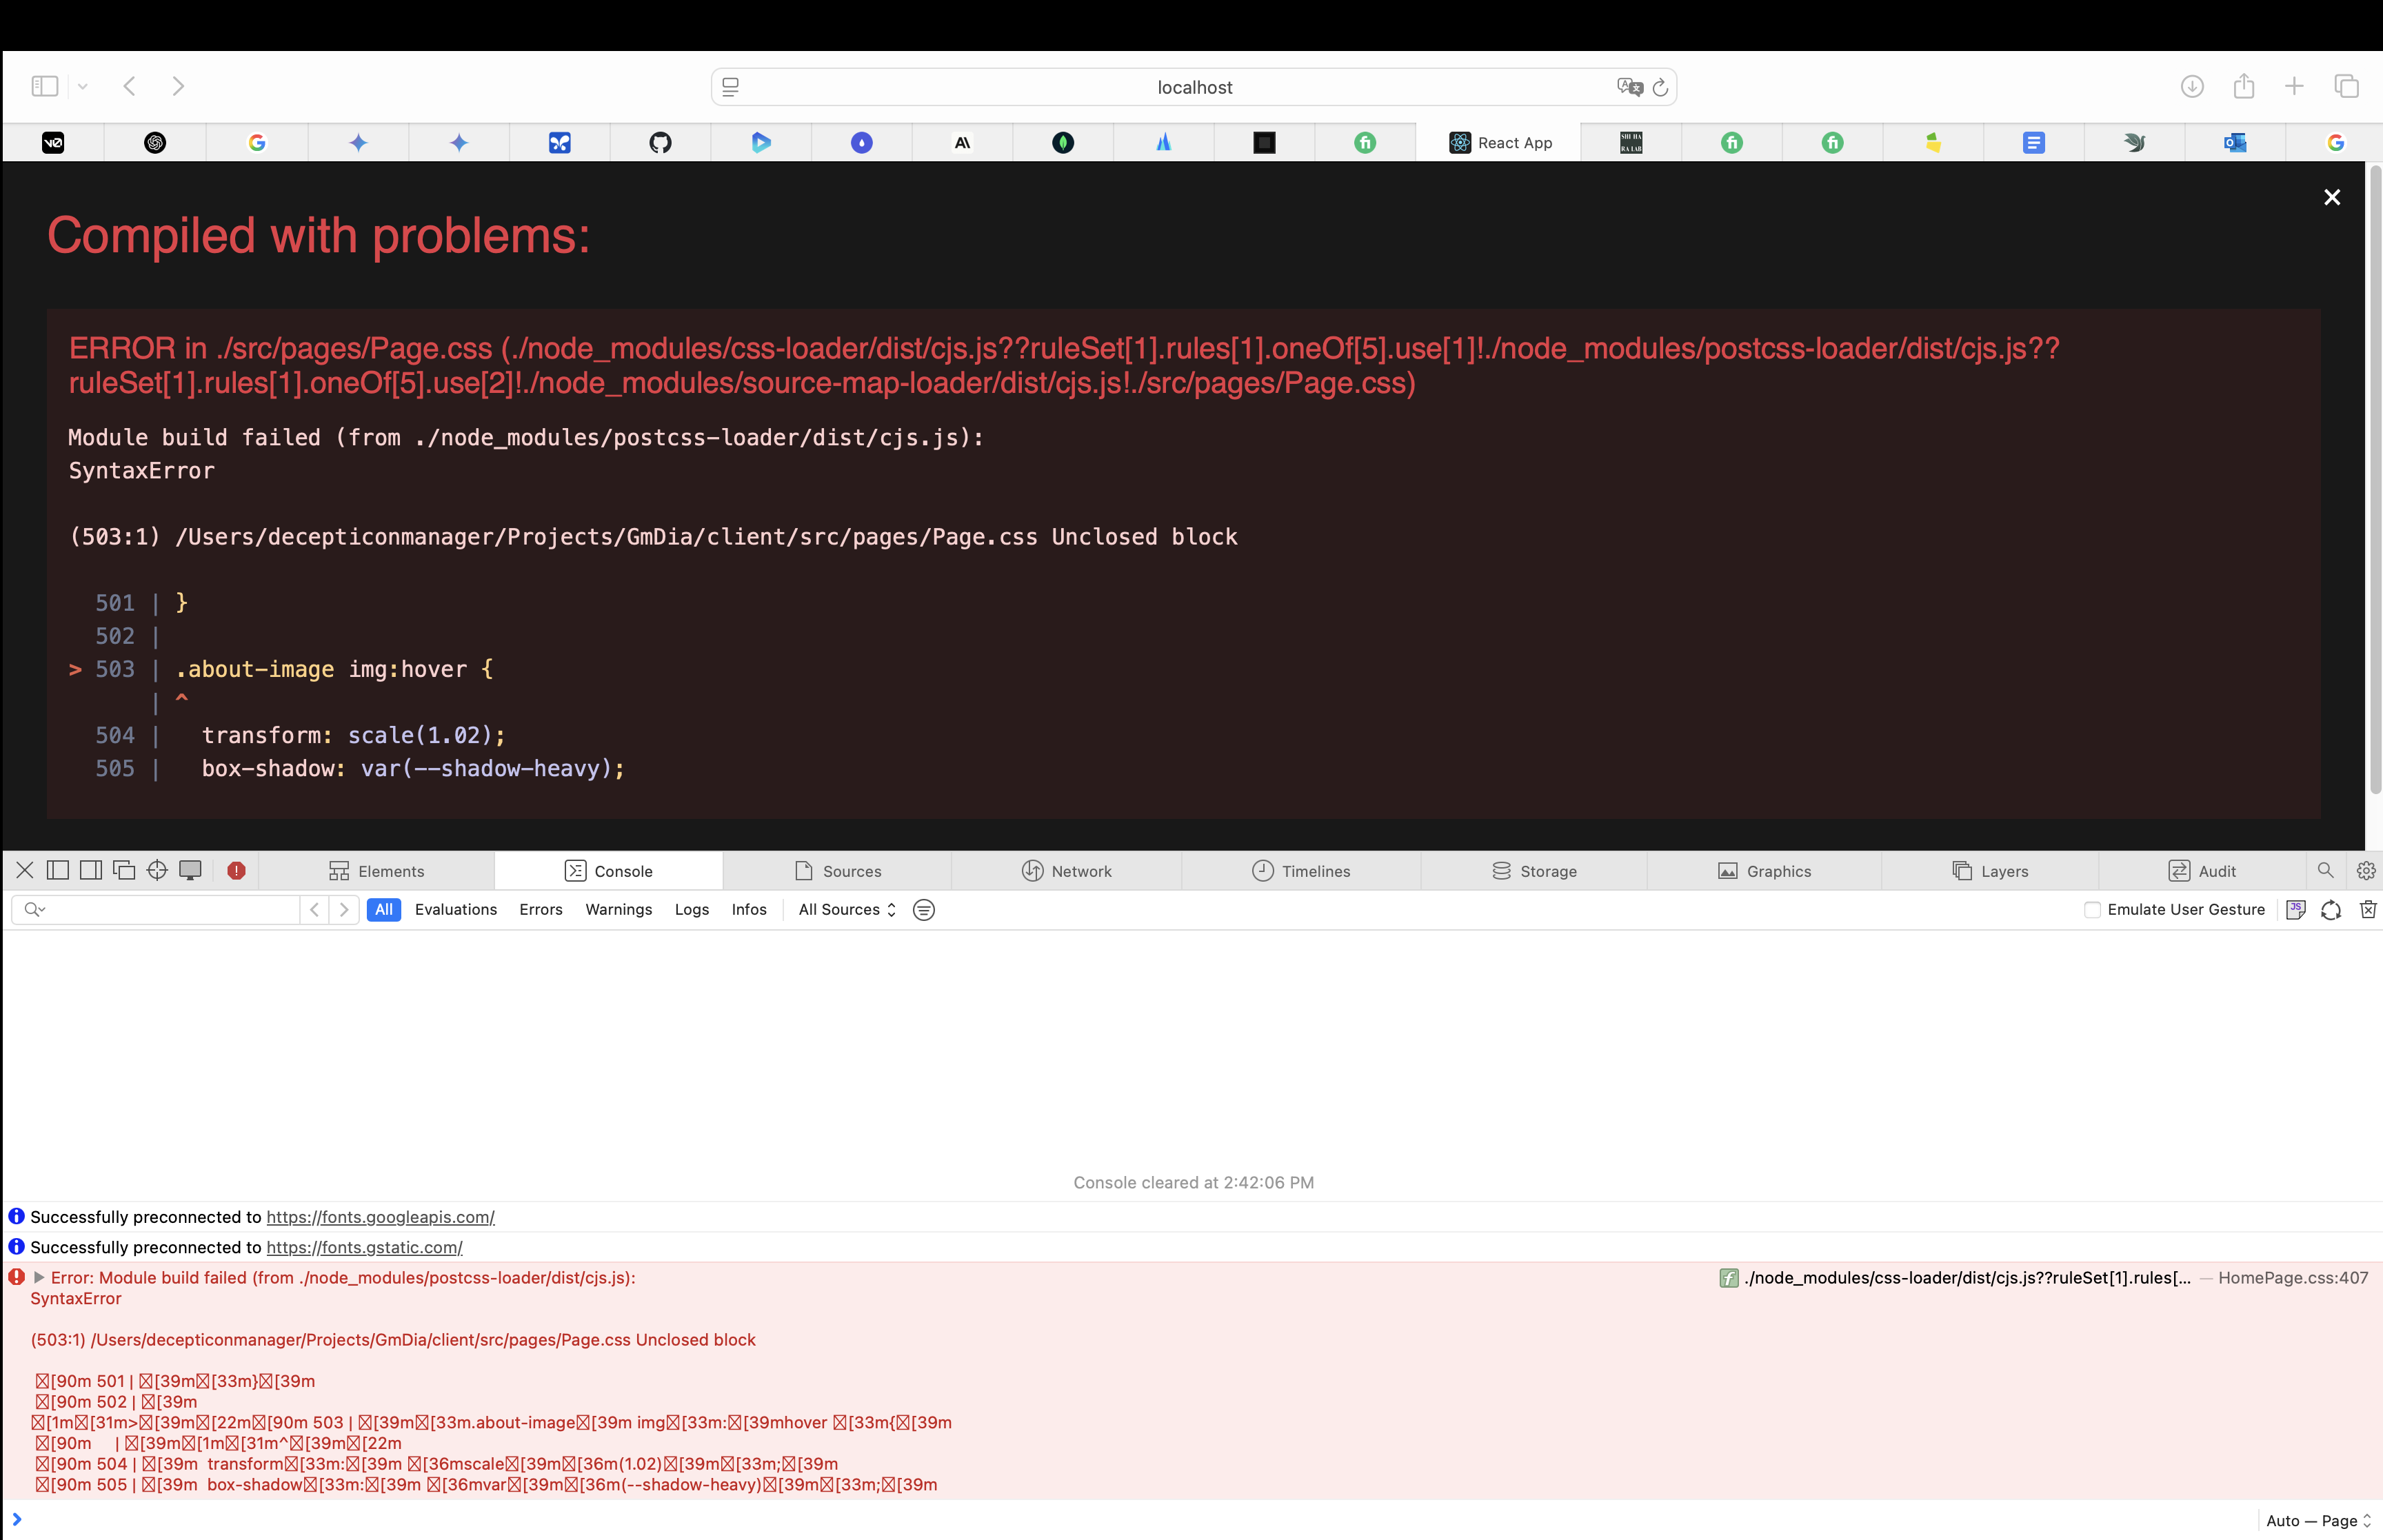 localhost
React App
SHI HA
RA LAB
Compiled with problems:
ERROR in ./src/pages/Page.css (./node_modules/css-loader/dist/cjs.js??ruleSet[1].rules[1].oneOf[5].use[1]!./node_modules/postcss-loader/dist/cjs.js??
ruleSet[1].rules[1].oneOf[5].use[2]!./node_modules/source-map-loader/dist/cjs.js!./src/pages/Page.css)
Module build failed (from ./node_modules/postcss-loader/dist/cjs.js):
SyntaxError
(503:1) /Users/decepticonmanager/Projects/GmDia/client/src/pages/Page.css Unclosed block
501 | }
502 |
> 503 | .about-image img:hover {
| ^
504 | transform: scale(1.02);
505 | box-shadow: var(--shadow-heavy);
Elements Console Sources Network Timelines Storage Graphics Layers Audit
All Evaluations Errors Warnings Logs Infos All Sources Emulate User Gesture
Console cleared at 2:42:06 PM
Successfully preconnected to https://fonts.googleapis.com/
Successfully preconnected to https://fonts.gstatic.com/
Error: Module build failed (from ./node_modules/postcss-loader/dist/cjs.js): ./node_modules/css-loader/dist/cjs.js??ruleSet[1].rules[… — HomePage.css:407
SyntaxError
(503:1) /Users/decepticonmanager/Projects/GmDia/client/src/pages/Page.css Unclosed block
␛[90m 501 | ␛[39m␛[33m}␛[39m
␛[90m 502 | ␛[39m
␛[1m␛[31m>␛[39m␛[22m␛[90m 503 | ␛[39m␛[33m.about-image␛[39m img␛[33m:␛[39mhover ␛[33m{␛[39m
␛[90m     | ␛[39m␛[1m␛[31m^␛[39m␛[22m
␛[90m 504 | ␛[39m  transform␛[33m:␛[39m ␛[36mscale␛[39m␛[36m(1.02)␛[39m␛[33m;␛[39m
␛[90m 505 | ␛[39m  box-shadow␛[33m:␛[39m ␛[36mvar␛[39m␛[36m(--shadow-heavy)␛[39m␛[33m;␛[39m
Auto — Page